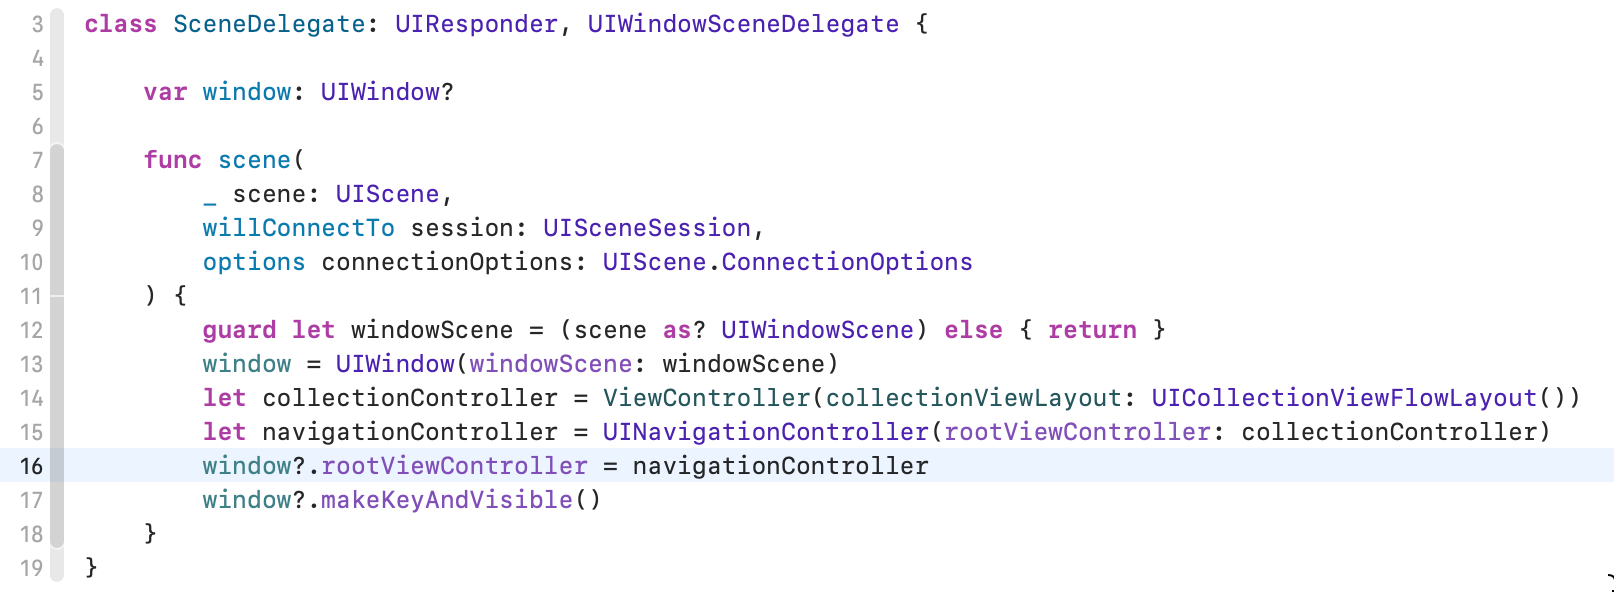 3 class SceneDelegate: UIResponder, UIWindowSceneDelegate {
4
5     var window: UIWindow?
6
7     func scene(
8         _ scene: UIScene,
9         willConnectTo session: UISceneSession,
10         options connectionOptions: UIScene.ConnectionOptions
11     ) {
12         guard let windowScene = (scene as? UIWindowScene) else { return }
13         window = UIWindow(windowScene: windowScene)
14         let collectionController = ViewController(collectionViewLayout: UICollectionViewFlowLayout())
15         let navigationController = UINavigationController(rootViewController: collectionController)
16         window?.rootViewController = navigationController
17         window?.makeKeyAndVisible()
18     }
19 }